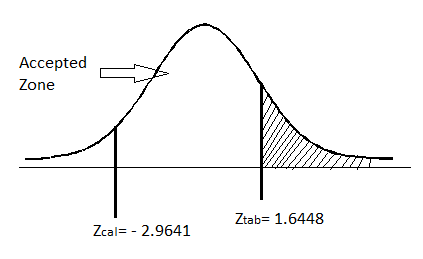 Accepted
Zone
Zcal= - 2.9641
Ztab= 1.6448